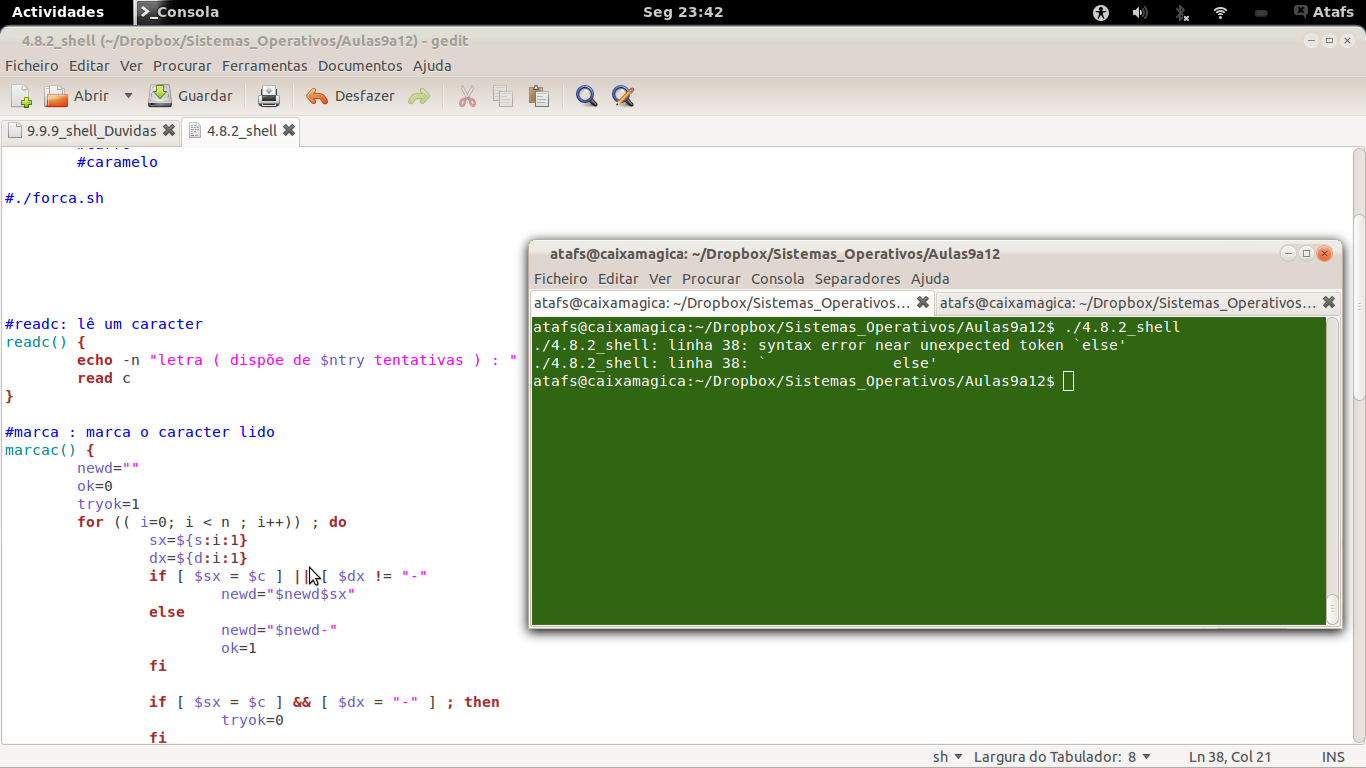 Actividades
Consola
Seg 23:42
Atafs
4.8.2_shell (~/Dropbox/Sistemas_Operativos/Aulas9a12) - gedit
Ficheiro Editar Ver Procurar Ferramentas Documentos Ajuda
Abrir Guardar Desfazer
9.9.9_shell_Duvidas 4.8.2_shell
#caramelo
#./forca.sh
#readc: lê um caracter
readc() {
echo -n "letra ( dispõe de $ntry tentativas ) : "
read c
}
#marca : marca o caracter lido
marcac() {
newd=""
ok=0
tryok=1
for (( i=0; i < n ; i++)) ; do
sx=${s:i:1}
dx=${d:i:1}
if [ $sx = $c ] || [ $dx != "-"
newd="$newd$sx"
else
newd="$newd-"
ok=1
fi
if [ $sx = $c ] && [ $dx = "-" ] ; then
tryok=0
fi
atafs@caixamagica: ~/Dropbox/Sistemas_Operativos/Aulas9a12
Ficheiro Editar Ver Procurar Consola Separadores Ajuda
atafs@caixamagica: ~/Dropbox/Sistemas_Operativos... atafs@caixamagica: ~/Dropbox/Sistemas_Operativos...
atafs@caixamagica:~/Dropbox/Sistemas_Operativos/Aulas9a12$ ./4.8.2_shell
./4.8.2_shell: linha 38: syntax error near unexpected token `else'
./4.8.2_shell: linha 38: `		else'
atafs@caixamagica:~/Dropbox/Sistemas_Operativos/Aulas9a12$
sh Largura do Tabulador: 8 Ln 38, Col 21 INS